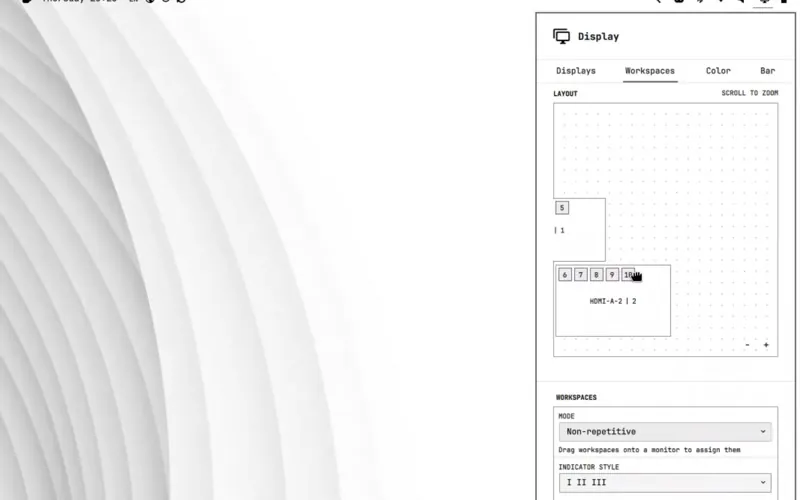 Display
Displays Workspaces Color Bar
LAYOUT SCROLL TO ZOOM
5
| 1
6 7 8 9 10
HDMI-A-2 | 2
- +
WORKSPACES
MODE
Non-repetitive
Drag workspaces onto a monitor to assign them
INDICATOR STYLE
I II III